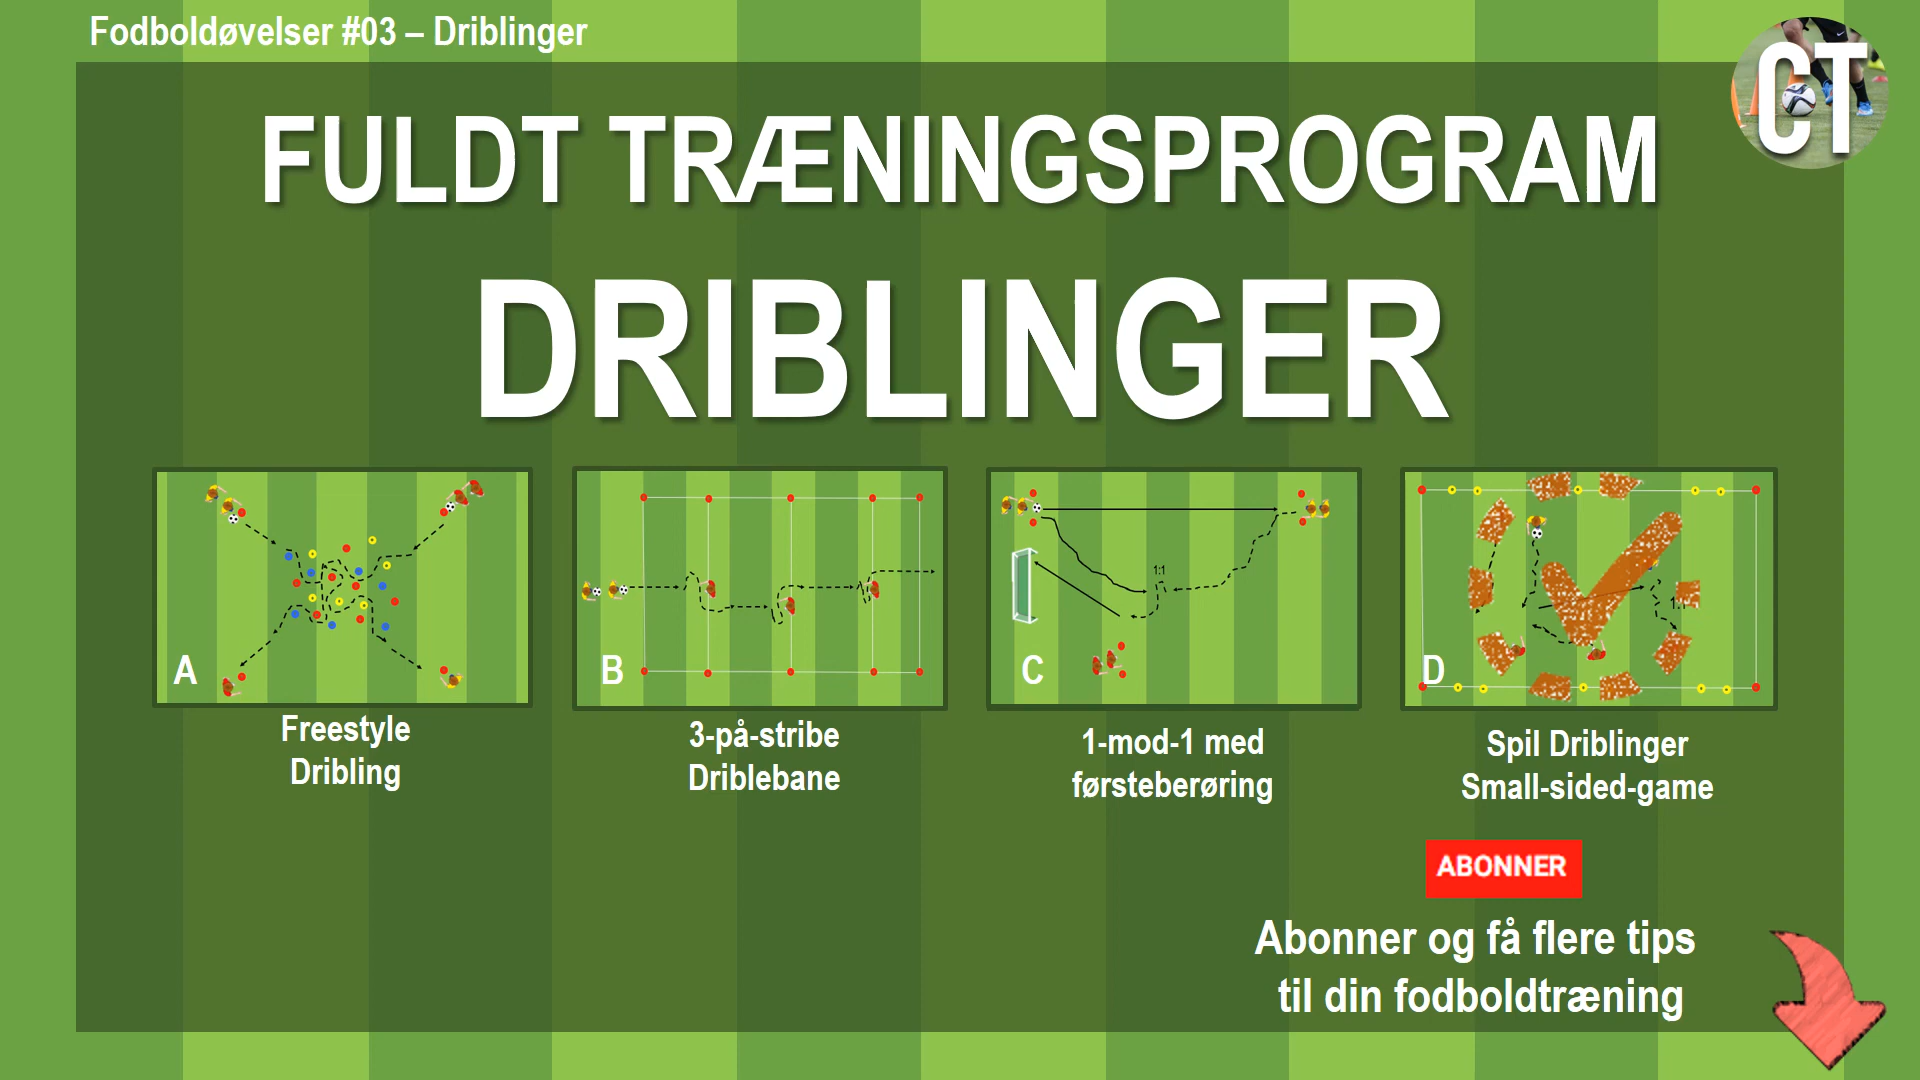 Fodboldøvelser #03 – Driblinger
CT
FULDT TRÆNINGSPROGRAM
DRIBLINGER
A
B
1:1
C
D
Freestyle
Dribling
3-på-stribe
Driblebane
1-mod-1 med
førsteberøring
Spil Driblinger
Small-sided-game
ABONNER
Abonner og få flere tips
til din fodboldtræning